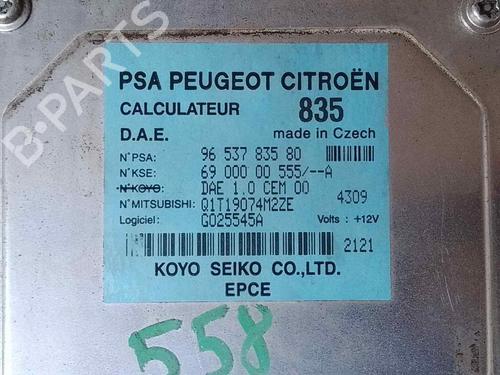 PSA PEUGEOT CITROËN
CALCULATEUR 835
D.A.E. made in Czech
N°PSA: 96 537 835 80
N°KSE: 69 000 00 555/--A
N°KOYO: DAE 1.0 CEM 00
N°MITSUBISHI: Q1T19074M2ZE 4309
Logiciel: G025545A Volts : +12V
2121
KOYO SEIKO CO.,LTD.
EPCE
558
B-PARTS